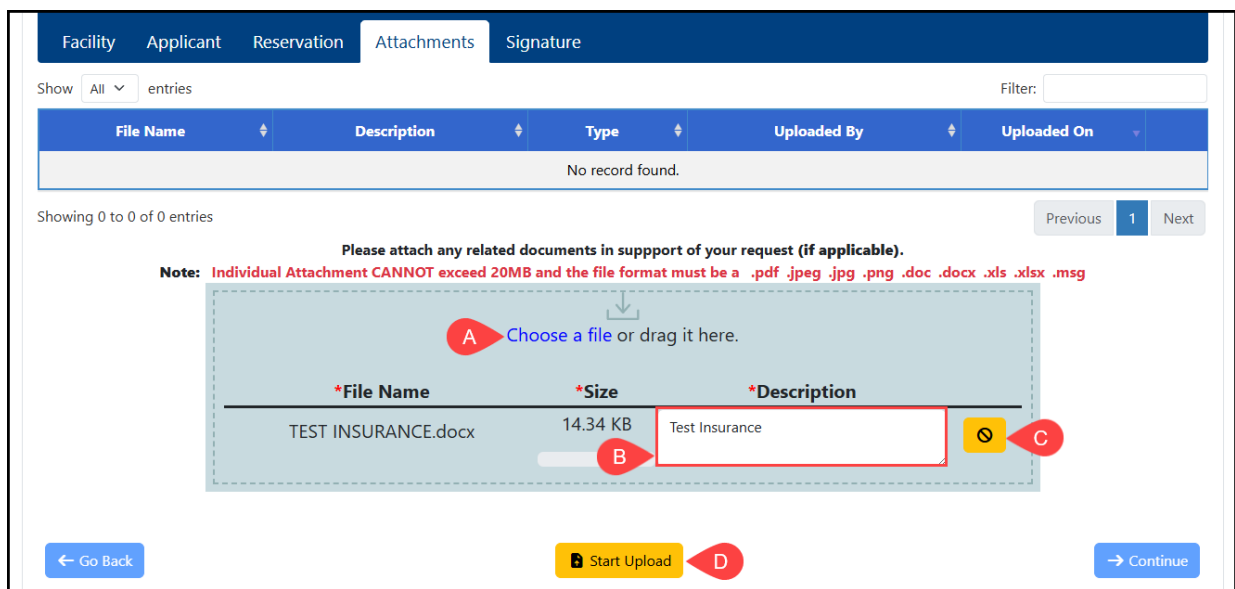 Facility Applicant Reservation Attachments Signature
Show All entries Filter:
File Name Description Type Uploaded By Uploaded On
No record found.
Showing 0 to 0 of 0 entries Previous 1 Next
Please attach any related documents in suppport of your request (if applicable).
Note: Individual Attachment CANNOT exceed 20MB and the file format must be a .pdf .jpeg .jpg .png .doc .docx .xls .xlsx .msg
A Choose a file or drag it here.
*File Name *Size *Description
TEST INSURANCE.docx 14.34 KB Test Insurance
B C
Go Back Start Upload D Continue